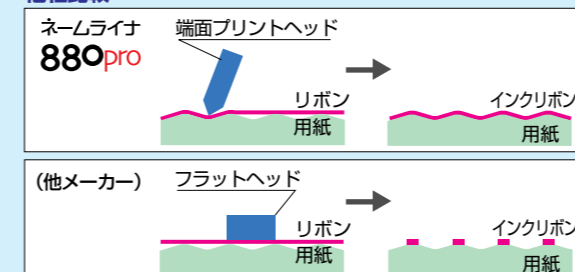 ネームライナ
880pro
端面プリントヘッド
リボン
用紙
インクリボン
用紙
(他メーカー)
フラットヘッド
リボン
用紙
インクリボン
用紙